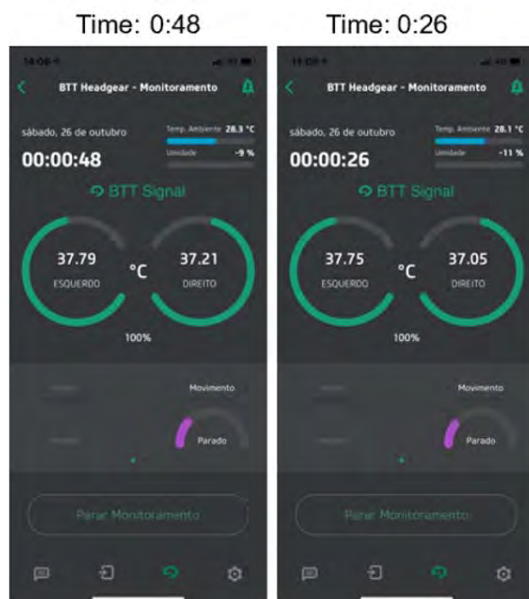 Time: 0:48
BTT Headgear - Monitoramento
sábado, 26 de outubro
Temp. Ambiente 28.3 °C
00:00:48
Umidade -9 %
BTT Signal
37.79
ESQUERDO
°C
37.21
DIREITO
100%
Movimento
Parado
Parar Monitoramento
Time: 0:26
BTT Headgear - Monitoramento
sábado, 26 de outubro
Temp. Ambiente 28.1 °C
00:00:26
Umidade -11 %
BTT Signal
37.75
ESQUERDO
°C
37.05
DIREITO
100%
Movimento
Parado
Parar Monitoramento